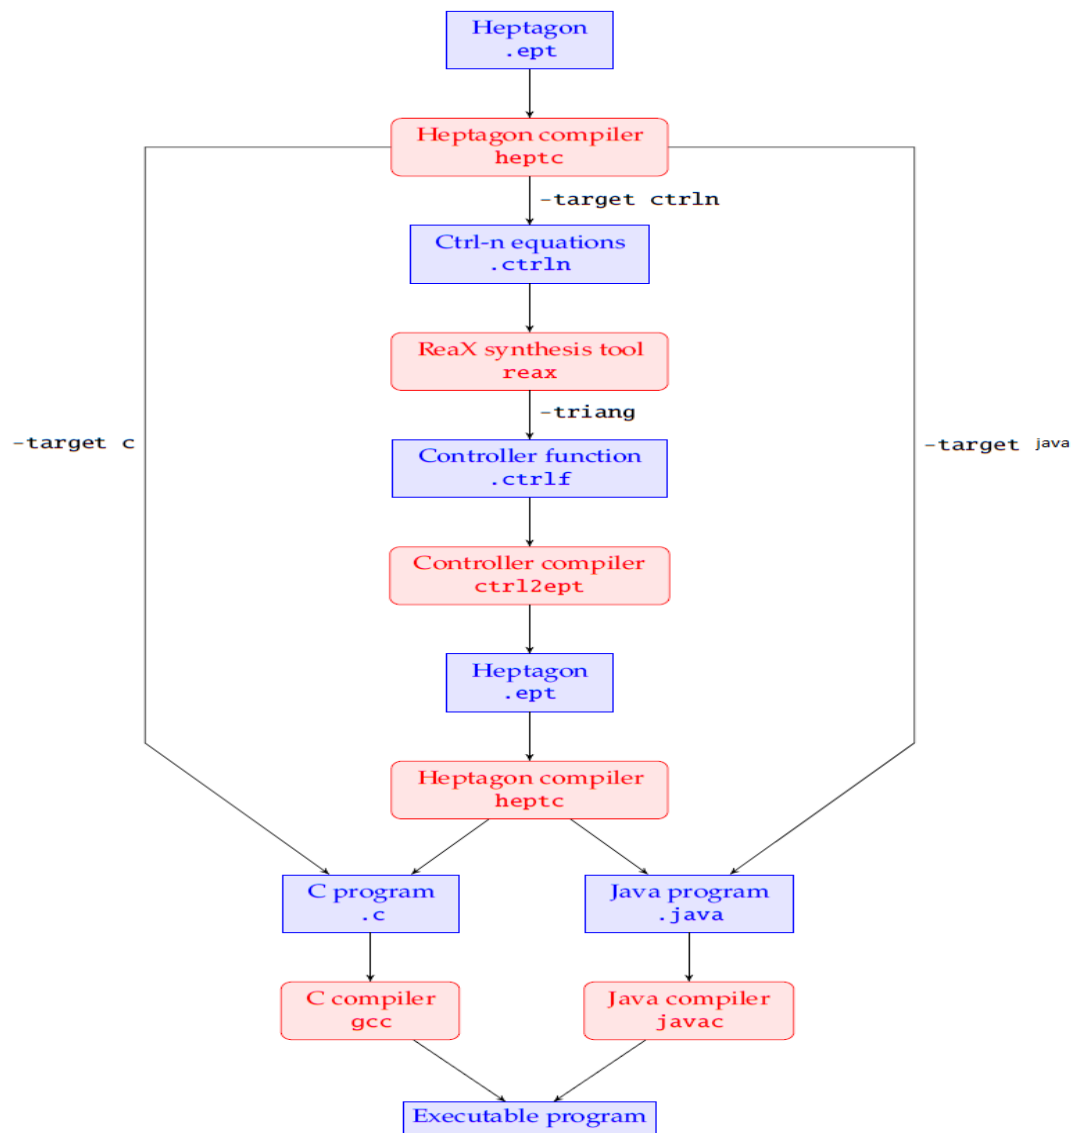 Heptagon
.ept
Heptagon compiler
heptc
-target ctrln
Ctrl-n equations
.ctrln
ReaX synthesis tool
reax
-triang
-target c
-target java
Controller function
.ctrlf
Controller compiler
ctrl2ept
Heptagon
.ept
Heptagon compiler
heptc
C program
.c
Java program
.java
C compiler
gcc
Java compiler
javac
Executable program